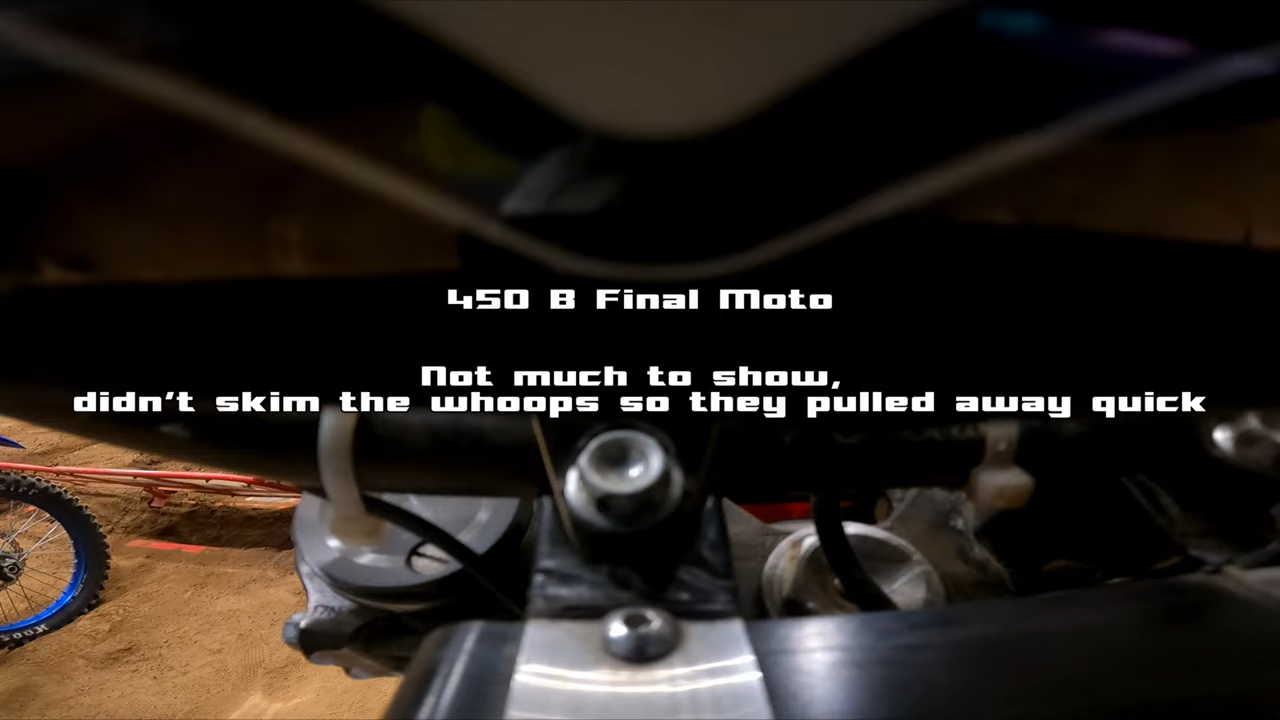 450 B Final Moto
Not much to show,
didn't skim the whoops so they pulled away quick